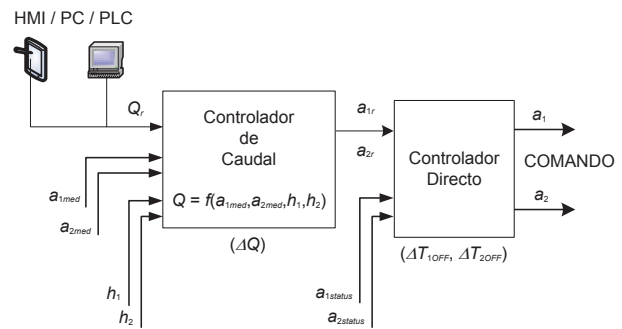 HMI / PC / PLC
Qr
a1med
a2med
h1
h2
Controlador
de
Caudal
Q = f(a1med,a2med,h1,h2)
(ΔQ)
a1r
a2r
Controlador
Directo
(ΔT1OFF, ΔT2OFF)
a1status
a2status
a1
COMANDO
a2